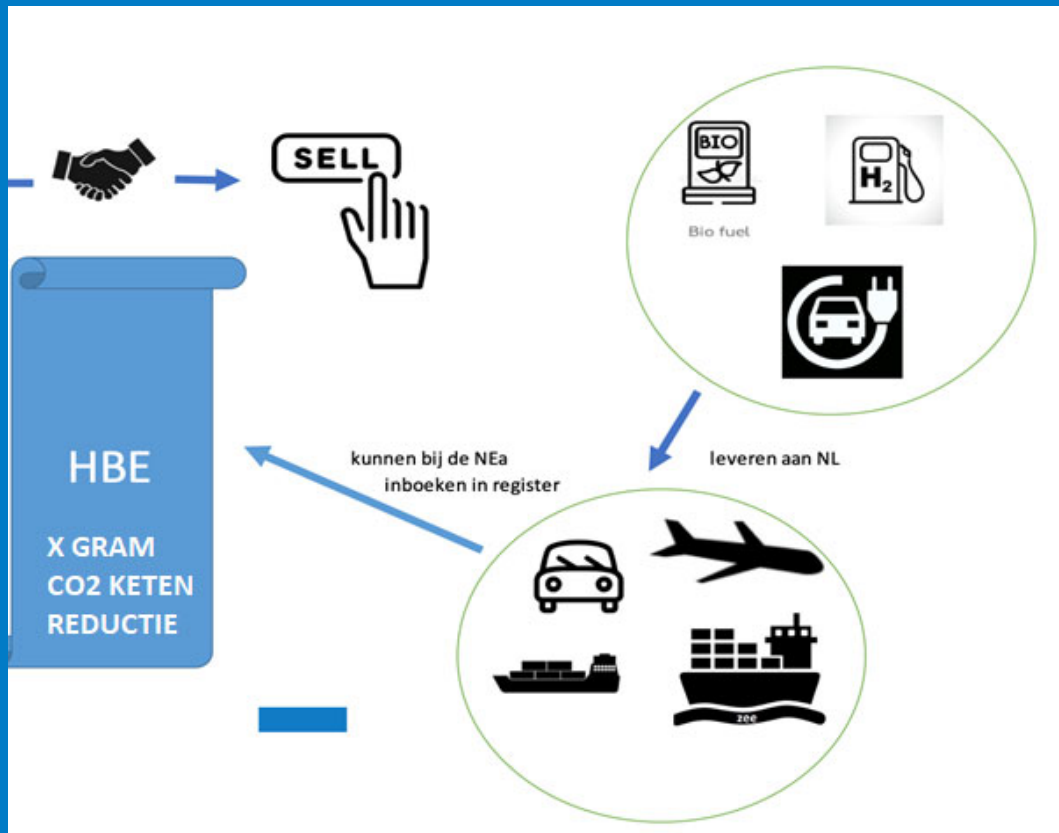 SELL
BIO
Bio fuel
H2
kunnen bij de NEa
inboeken in register
leveren aan NL
HBE
X GRAM
CO2 KETEN
REDUCTIE
zee